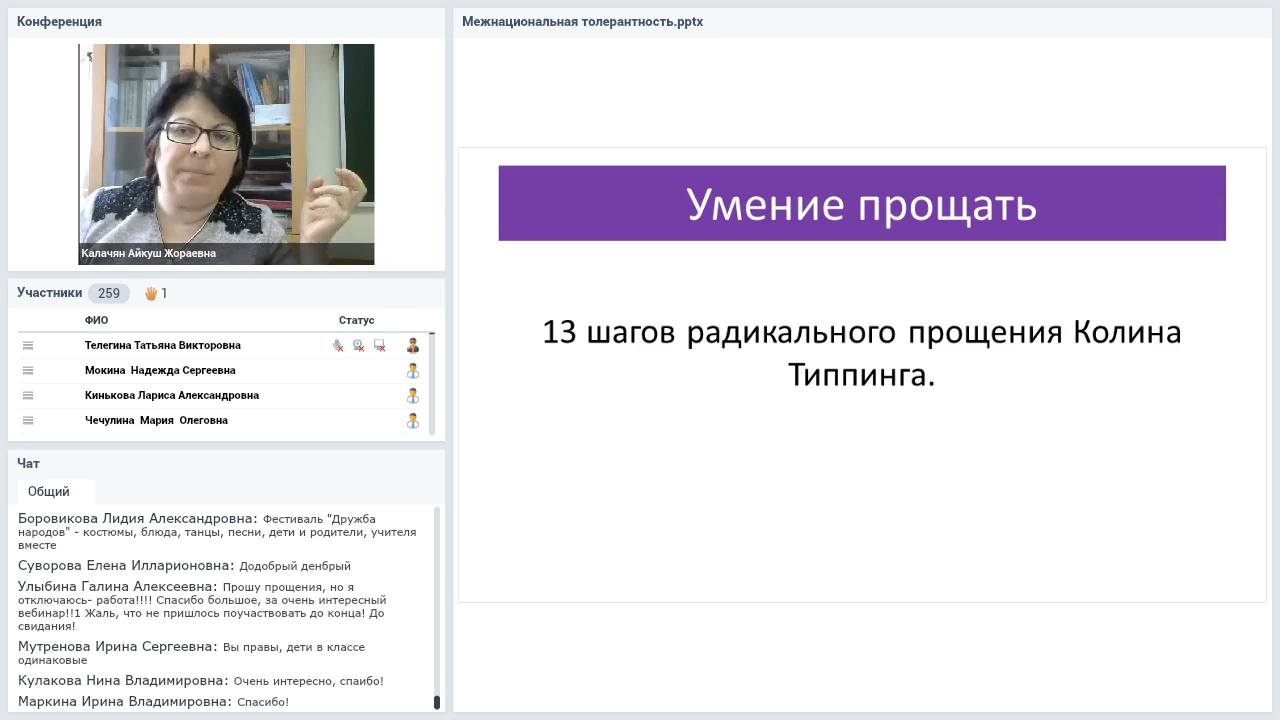 Конференция
Калачян Айкуш Жораевна
Участники 259 1
ФИО Статус
Телегина Татьяна Викторовна
Мокина Надежда Сергеевна
Кинькова Лариса Александровна
Чечулина Мария Олеговна
Чат
Общий
Боровикова Лидия Александровна: Фестиваль "Дружба
народов" - костюмы, блюда, танцы, песни, дети и родители, учителя
вместе
Суворова Елена Илларионовна: Додобрый денбрый
Улыбина Галина Алексеевна: Прошу прощения, но я
отключаюсь- работа!!!! Спасибо большое, за очень интересный
вебинар!!1 Жаль, что не пришлось поучаствовать до конца! До
свидания!
Мутренова Ирина Сергеевна: Вы правы, дети в классе
одинаковые
Кулакова Нина Владимировна: Очень интересно, спаибо!
Маркина Ирина Владимировна: Спасибо!
Межнациональная толерантность.pptx
Умение прощать
13 шагов радикального прощения Колина
Типпинга.